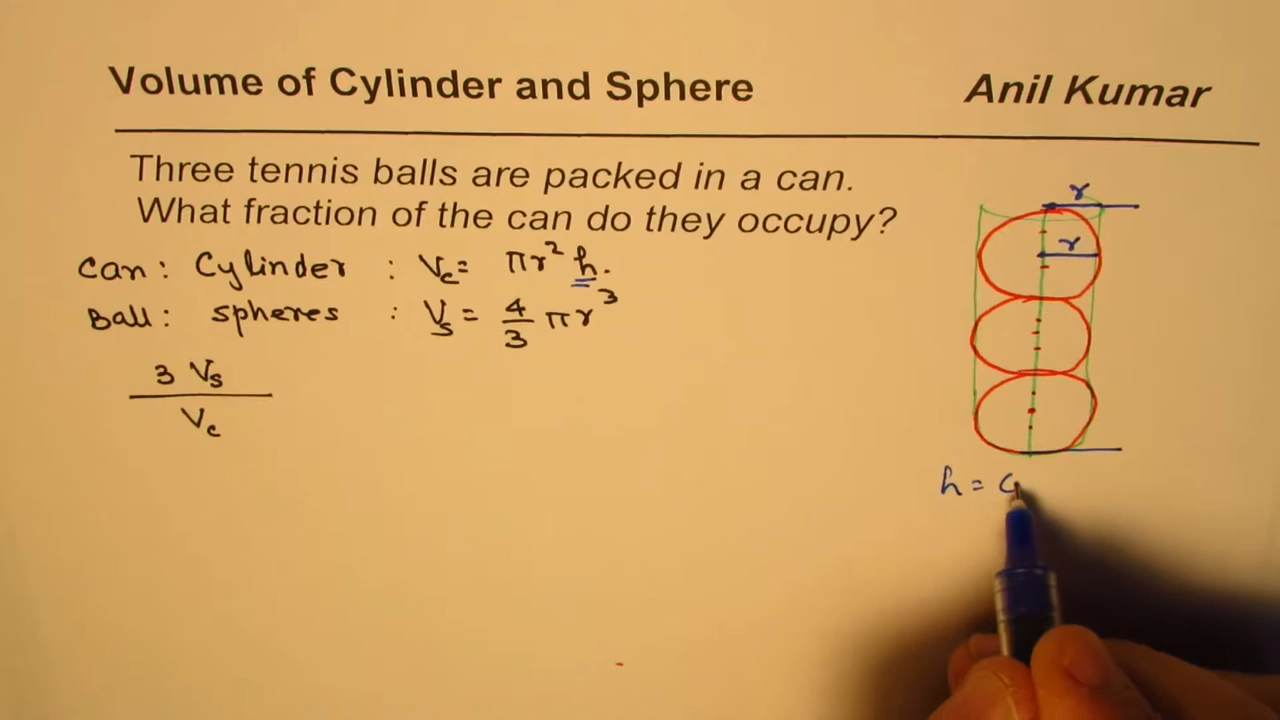 Volume of Cylinder and Sphere
Anil Kumar
Three tennis balls are packed in a can.
What fraction of the can do they occupy?
Can : Cylinder : Vc = πr² h.
Ball : spheres : Vs = 4/3 πr³
3 Vs / Vc
r
r
h =